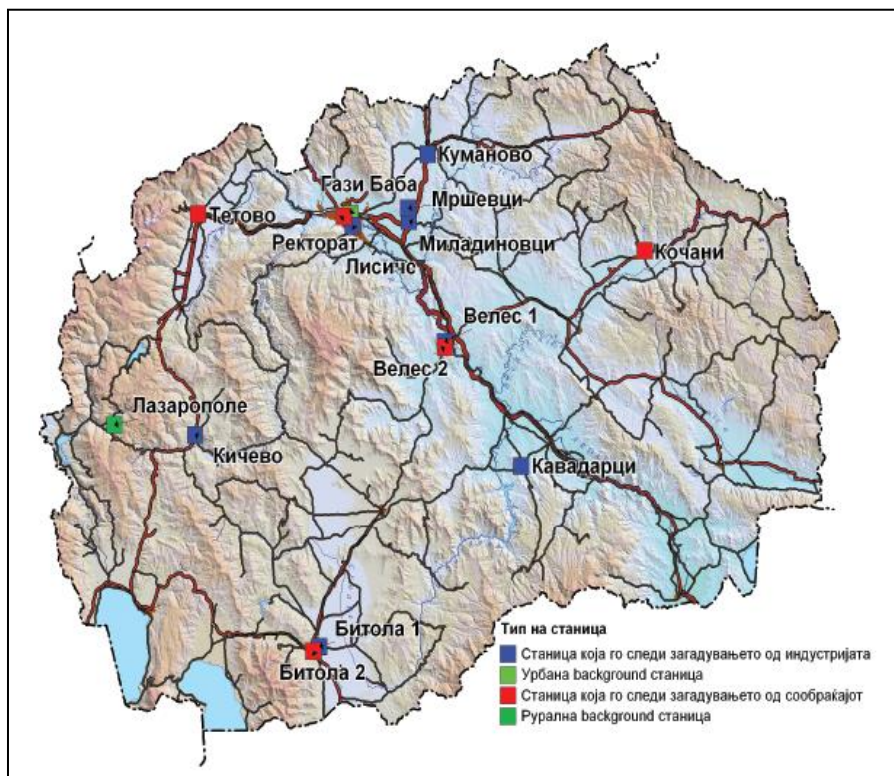 Куманово
Гази Баба
Мршевци
Тетово
Ректорат
Миладиновци
Кочани
Лисиче
Велес 1
Велес 2
Лазарополе
Кичево
Кавадарци
Битола 1
Битола 2
Тип на станица
Станица која го следи загадувањето од индустријата
Урбана background станица
Станица која го следи загадувањето од сообраќајот
Рурална background станица